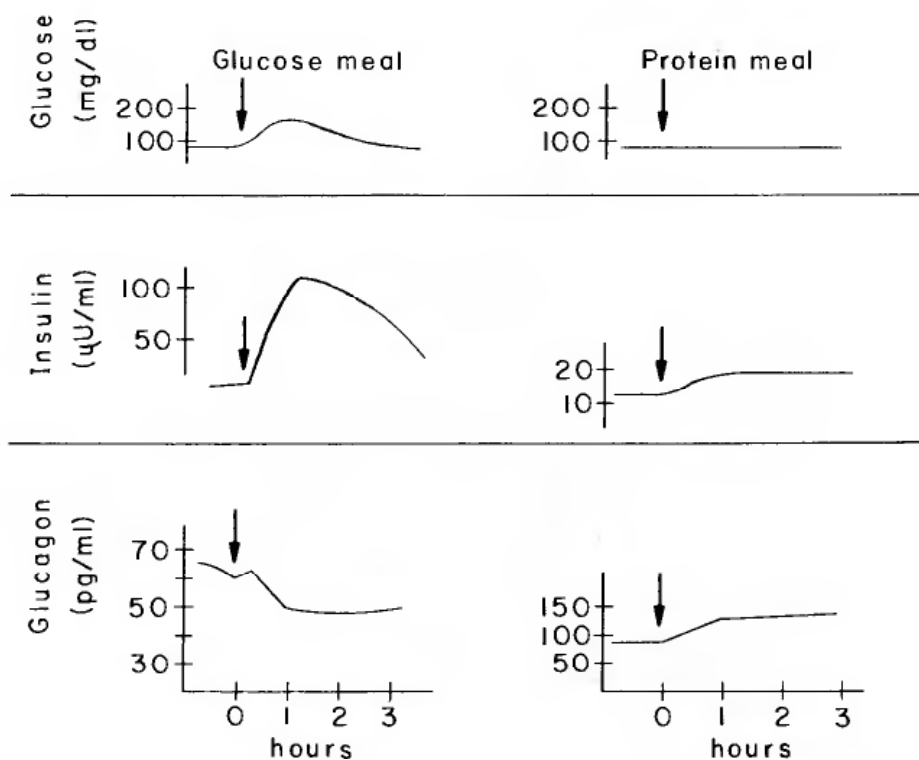 Glucose meal
Protein meal
Glucose
(mg/dl)
200
100
200
100
Insulin
(ɥU/ml)
100
50
20
10
Glucagon
(pg/ml)
70
50
30
150
100
50
0 1 2 3
hours
0 1 2 3
hours